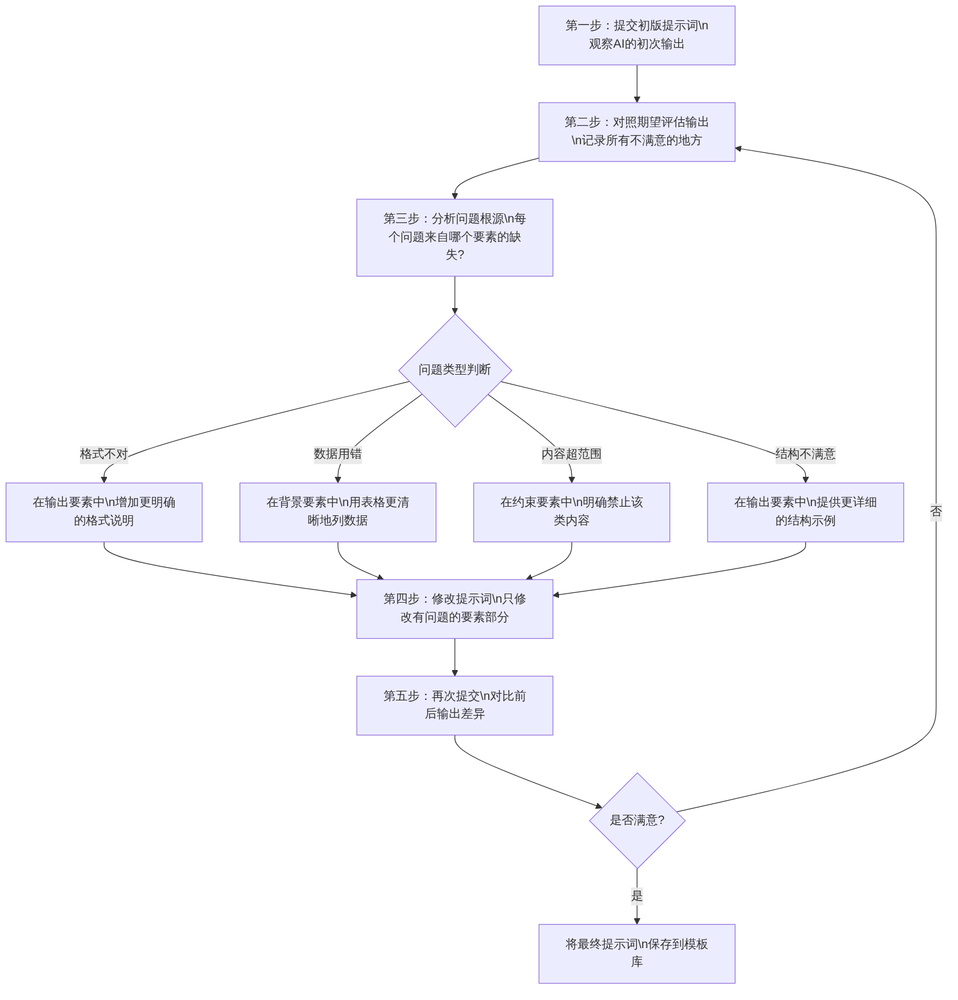 第一步：提交初版提示词\n
观察AI的初次输出
第二步：对照期望评估输出
\n记录所有不满意的地方
第三步：分析问题根源\n每
个问题来自哪个要素的缺
失?
问题类型判断
格式不对
数据用错
内容超范围
结构不满意
在输出要素中\n增加更明确
的格式说明
在背景要素中\n用表格更清
晰地列数据
在约束要素中\n明确禁止该
类内容
在输出要素中\n提供更详细
的结构示例
否
第四步：修改提示词\n只修
改有问题的要素部分
第五步：再次提交\n对比前
后输出差异
是否满意?
是
将最终提示词\n保存到模板
库